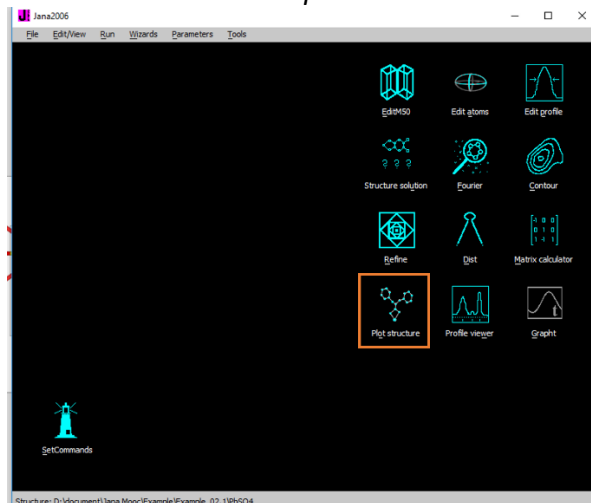 Jana2006
File Edit/View Run Wizards Parameters Tools
EditM50 Edit atoms Edit profile
? ? ?
Structure solution Fourier Contour
Refine Dist Matrix calculator
Plot structure Profile viewer Grapht
SetCommands
Structure: D:\document\Jana Mooc\Example\Example_02_1\PbSO4